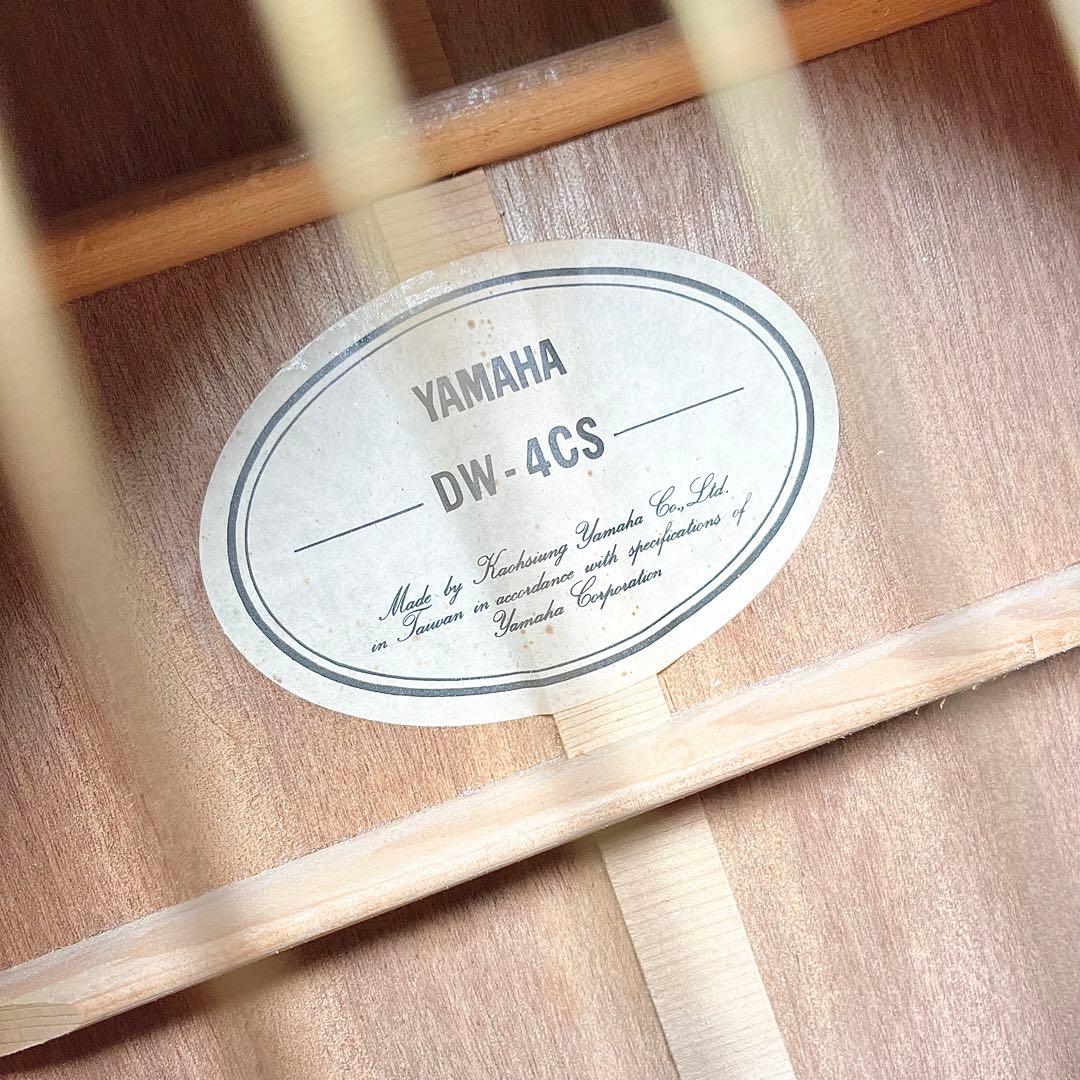 YAMAHA
DW-4CS
Made by Kaohsiung Yamaha Co.,Ltd.
in Taiwan in accordance with specifications of
Yamaha Corporation